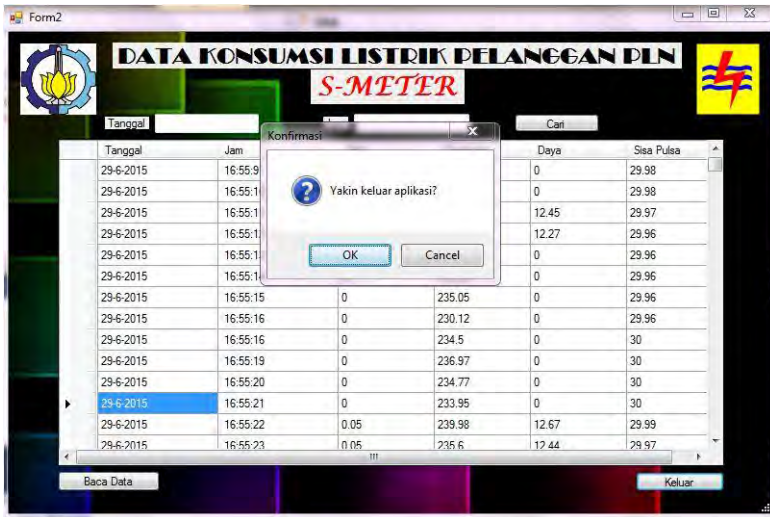 Form2
DATA KONSUMSI LISTRIK PELANGGAN PLN
S-METER
Tanggal Cari
Konfirmasi
Yakin keluar aplikasi?
OK Cancel
Tanggal Jam Daya Sisa Pulsa
29-6-2015 16:55:9 0 29.98
29-6-2015 0 29.98
29-6-2015 12.45 29.97
29-6-2015 12.27 29.96
29-6-2015 0 29.96
29-6-2015 0 29.96
29-6-2015 16:55:15 0 235.05 0 29.96
29-6-2015 16:55:16 0 230.12 0 29.96
29-6-2015 16:55:16 0 234.5 0 30
29-6-2015 16:55:19 0 236.97 0 30
29-6-2015 16:55:20 0 234.77 0 30
29-6-2015 16:55:21 0 233.95 0 30
29-6-2015 16:55:22 0.05 239.98 12.67 29.99
29-6-2015 16:55:23 0.05 235.6 12.44 29.97
Baca Data Keluar